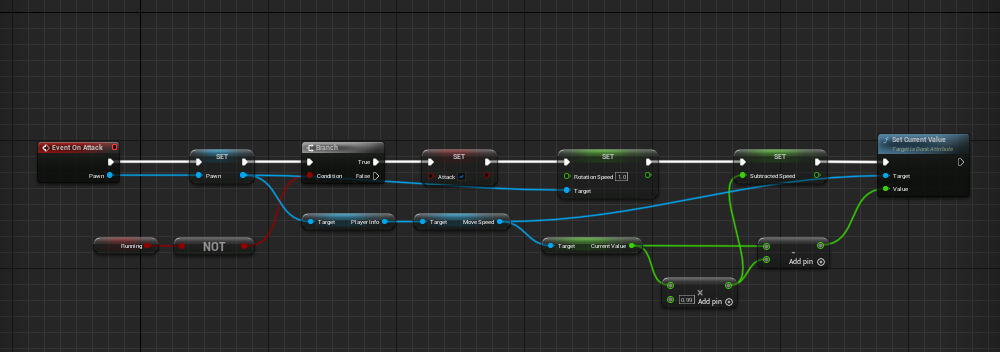 Event On Attack
Pawn
SET
Pawn
Branch
True
Condition
False
SET
Attack
SET
Rotation Speed 1.0
Target
SET
Subtracted Speed
Set Current Value
Target is Dusk Attribute
Target
Value
Target Player Info
Target Move Speed
Running
NOT
Target Current Value
-
Add pin
×
0.99
Add pin